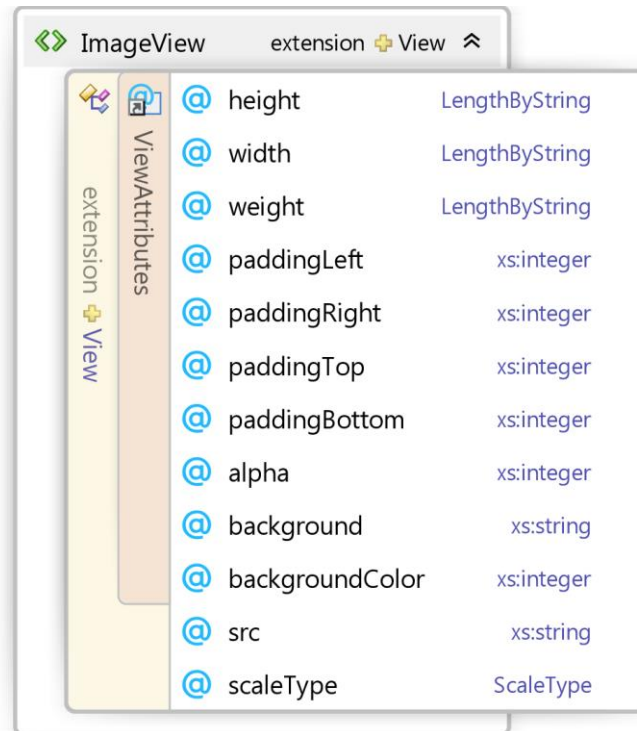 ImageView extension View
extension View
ViewAttributes
@ height LengthByString
@ width LengthByString
@ weight LengthByString
@ paddingLeft xs:integer
@ paddingRight xs:integer
@ paddingTop xs:integer
@ paddingBottom xs:integer
@ alpha xs:integer
@ background xs:string
@ backgroundColor xs:integer
@ src xs:string
@ scaleType ScaleType